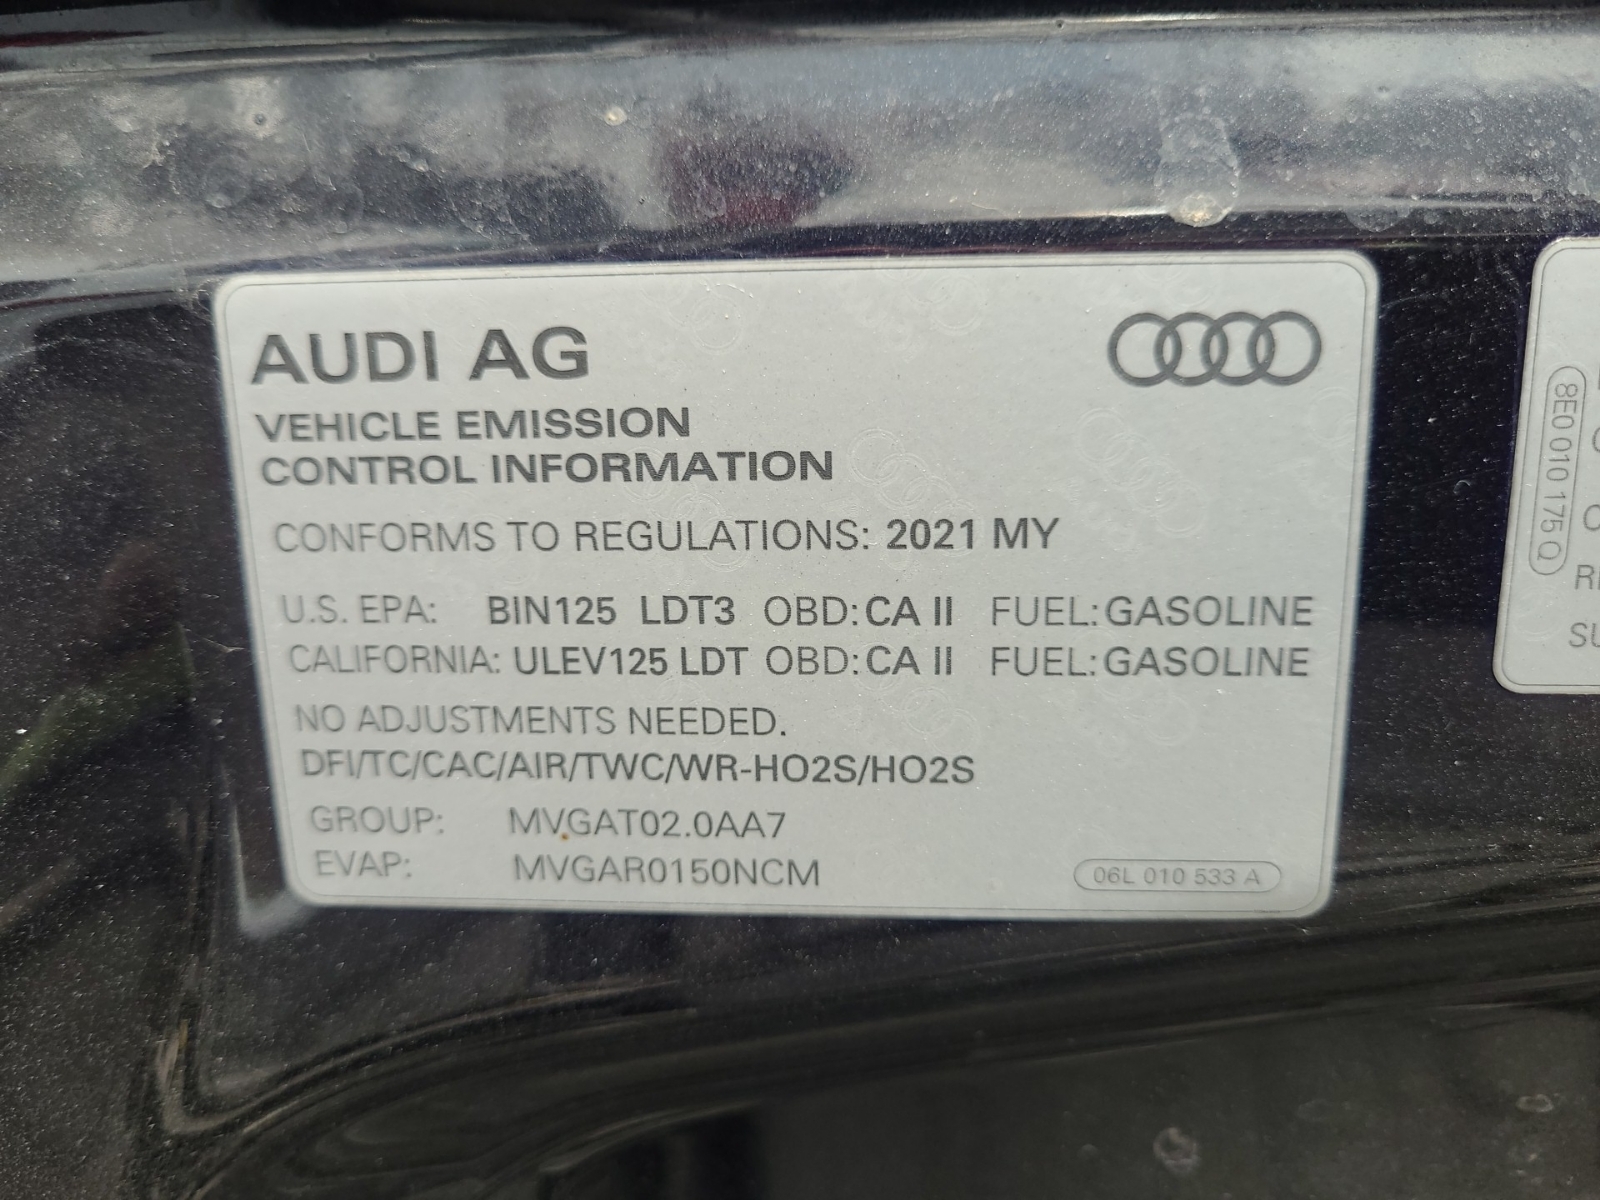 AUDI AG
VEHICLE EMISSION
CONTROL INFORMATION
CONFORMS TO REGULATIONS: 2021 MY
U.S. EPA: BIN125 LDT3 OBD: CA II FUEL: GASOLINE
CALIFORNIA: ULEV125 LDT OBD: CA II FUEL: GASOLINE
NO ADJUSTMENTS NEEDED.
DFI/TC/CAC/AIR/TWC/WR-HO2S/HO2S
GROUP: MVGAT02.0AA7
EVAP: MVGAR0150NCM
06L 010 533 A
8E0 010 175 Q